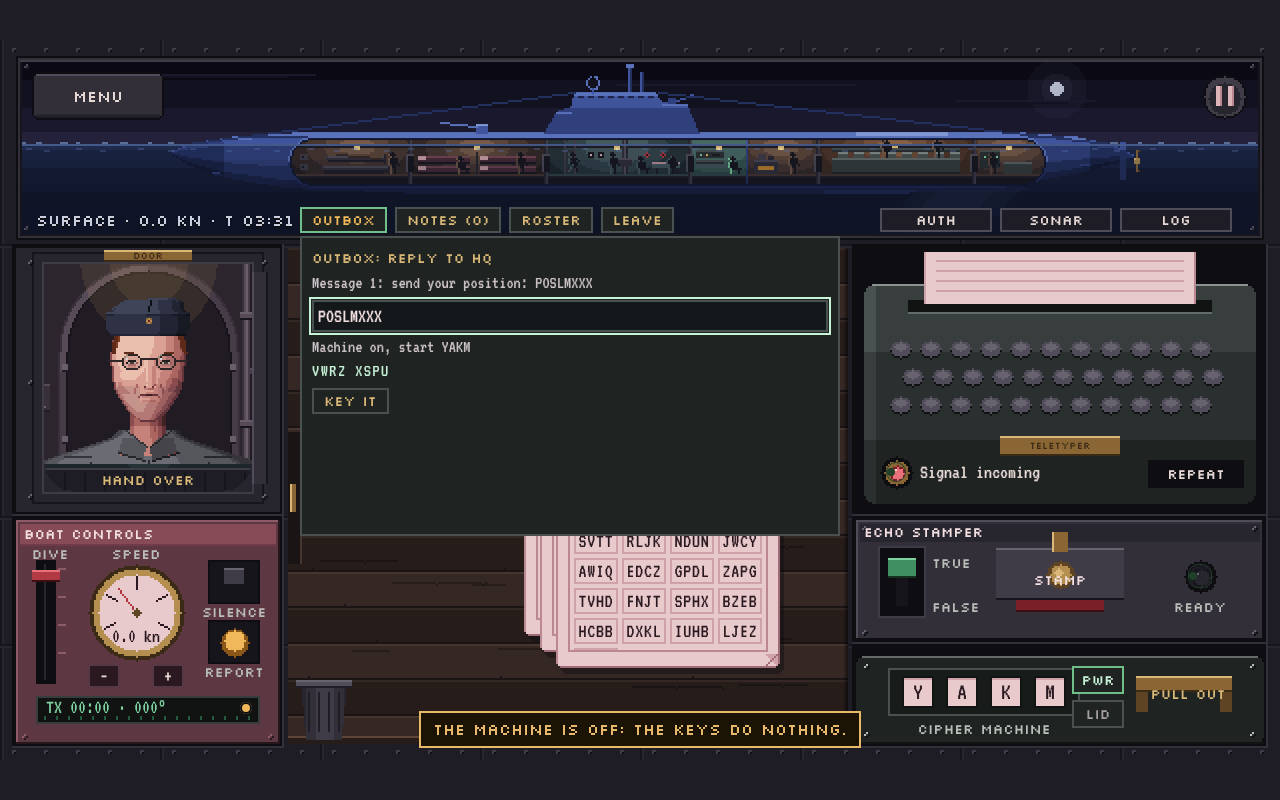 MENU
SURFACE · 0.0 KN · T 03:31
OUTBOX
NOTES (0)
ROSTER
LEAVE
AUTH
SONAR
LOG
DOOR
HAND OVER
OUTBOX: REPLY TO HQ
Message 1: send your position: POSLMXXX
POSLMXXX
Machine on, start YAKM
VWRZ XSPU
KEY IT
SVTT RLJK NDUN JWCY
AWIQ EDCZ GPDL ZAPG
TVHD FNJT SPHX BZEB
HCBB DXKL IUHB LJEZ
TELETYPER
Signal incoming
REPEAT
BOAT CONTROLS
DIVE
SPEED
0.0 kn
SILENCE
REPORT
- +
TX 00:00 · 000°
ECHO STAMPER
TRUE
FALSE
STAMP
READY
Y A K M
PWR
LID
PULL OUT
CIPHER MACHINE
THE MACHINE IS OFF: THE KEYS DO NOTHING.